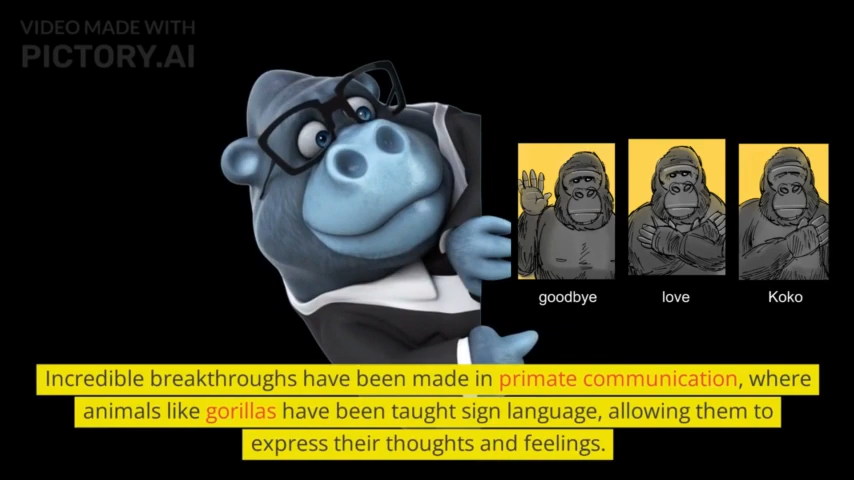 VIDEO MADE WITH
PICTORY.AI
goodbye
love
Koko
Incredible breakthroughs have been made in primate communication, where
animals like gorillas have been taught sign language, allowing them to
express their thoughts and feelings.